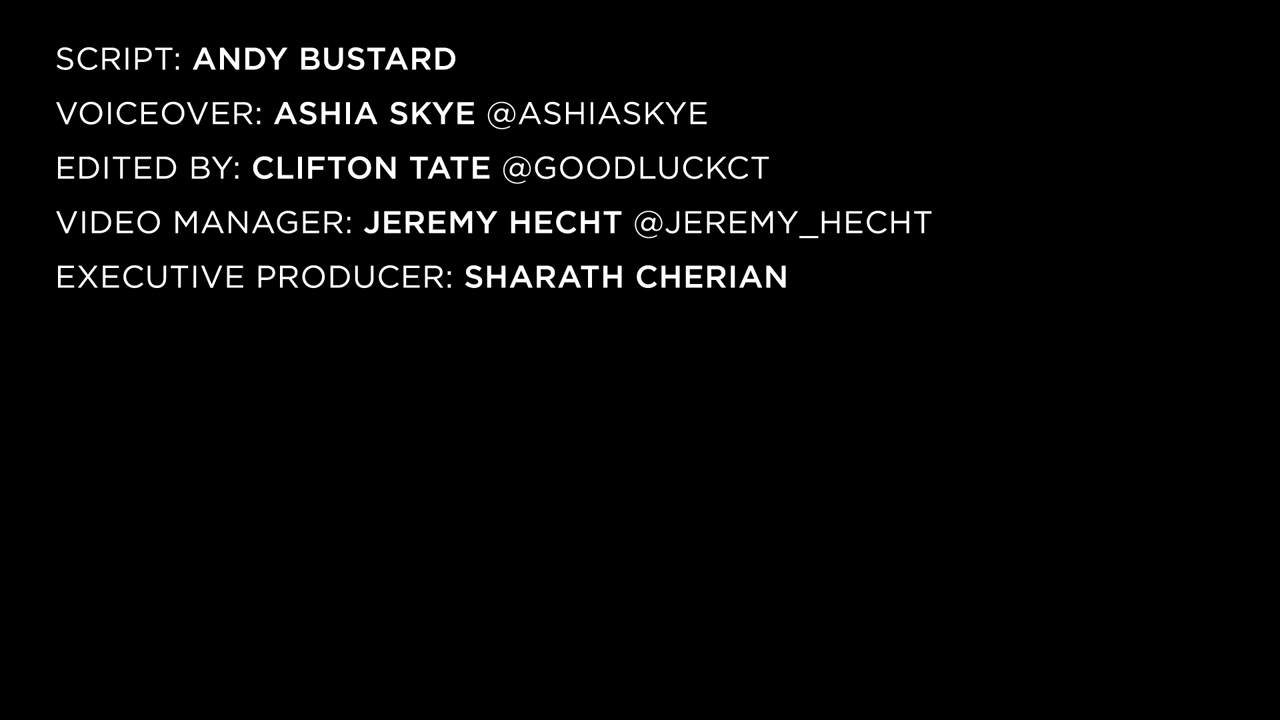 SCRIPT: ANDY BUSTARD
VOICEOVER: ASHIA SKYE @ASHIASKYE
EDITED BY: CLIFTON TATE @GOODLUCKCT
VIDEO MANAGER: JEREMY HECHT @JEREMY_HECHT
EXECUTIVE PRODUCER: SHARATH CHERIAN